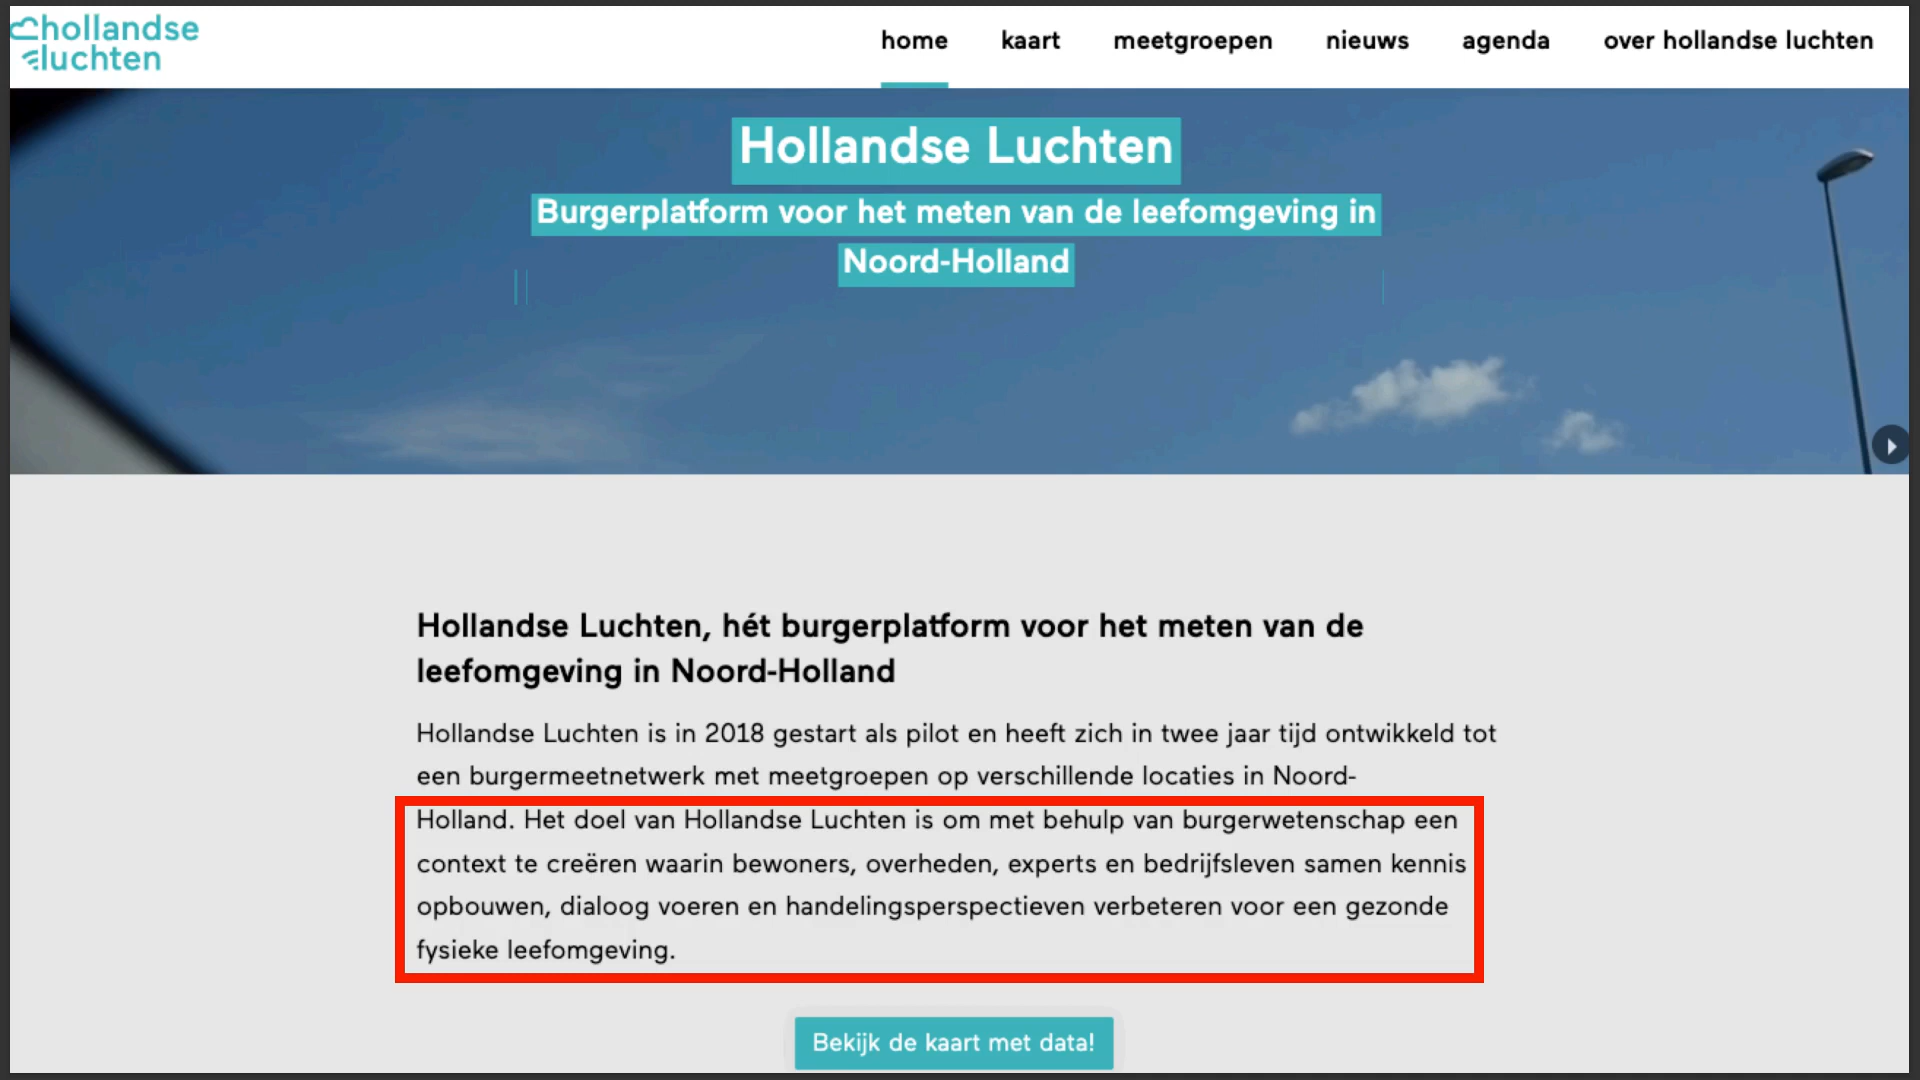 hollandse
luchten
home kaart meetgroepen nieuws agenda over hollandse luchten
Hollandse Luchten
Burgerplatform voor het meten van de leefomgeving in
Noord-Holland
Hollandse Luchten, hét burgerplatform voor het meten van de
leefomgeving in Noord-Holland
Hollandse Luchten is in 2018 gestart als pilot en heeft zich in twee jaar tijd ontwikkeld tot
een burgermeetnetwerk met meetgroepen op verschillende locaties in Noord-
Holland. Het doel van Hollandse Luchten is om met behulp van burgerwetenschap een
context te creëren waarin bewoners, overheden, experts en bedrijfsleven samen kennis
opbouwen, dialoog voeren en handelingsperspectieven verbeteren voor een gezonde
fysieke leefomgeving.
Bekijk de kaart met data!